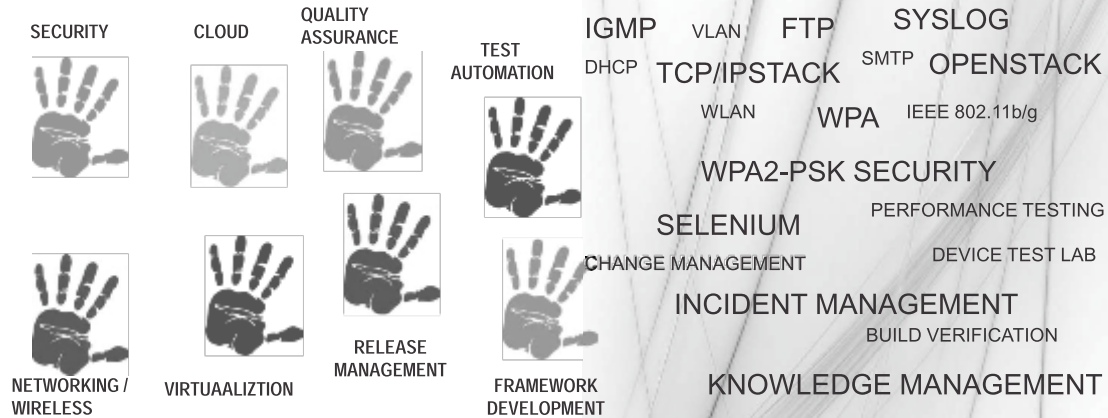 SECURITY
CLOUD
QUALITY
ASSURANCE
TEST
AUTOMATION
NETWORKING /
WIRELESS
VIRTUAALIZTION
RELEASE
MANAGEMENT
FRAMEWORK
DEVELOPMENT
IGMP VLAN FTP SYSLOG
DHCP TCP/IPSTACK SMTP OPENSTACK
WLAN WPA IEEE 802.11b/g
WPA2-PSK SECURITY
SELENIUM PERFORMANCE TESTING
CHANGE MANAGEMENT DEVICE TEST LAB
INCIDENT MANAGEMENT
BUILD VERIFICATION
KNOWLEDGE MANAGEMENT